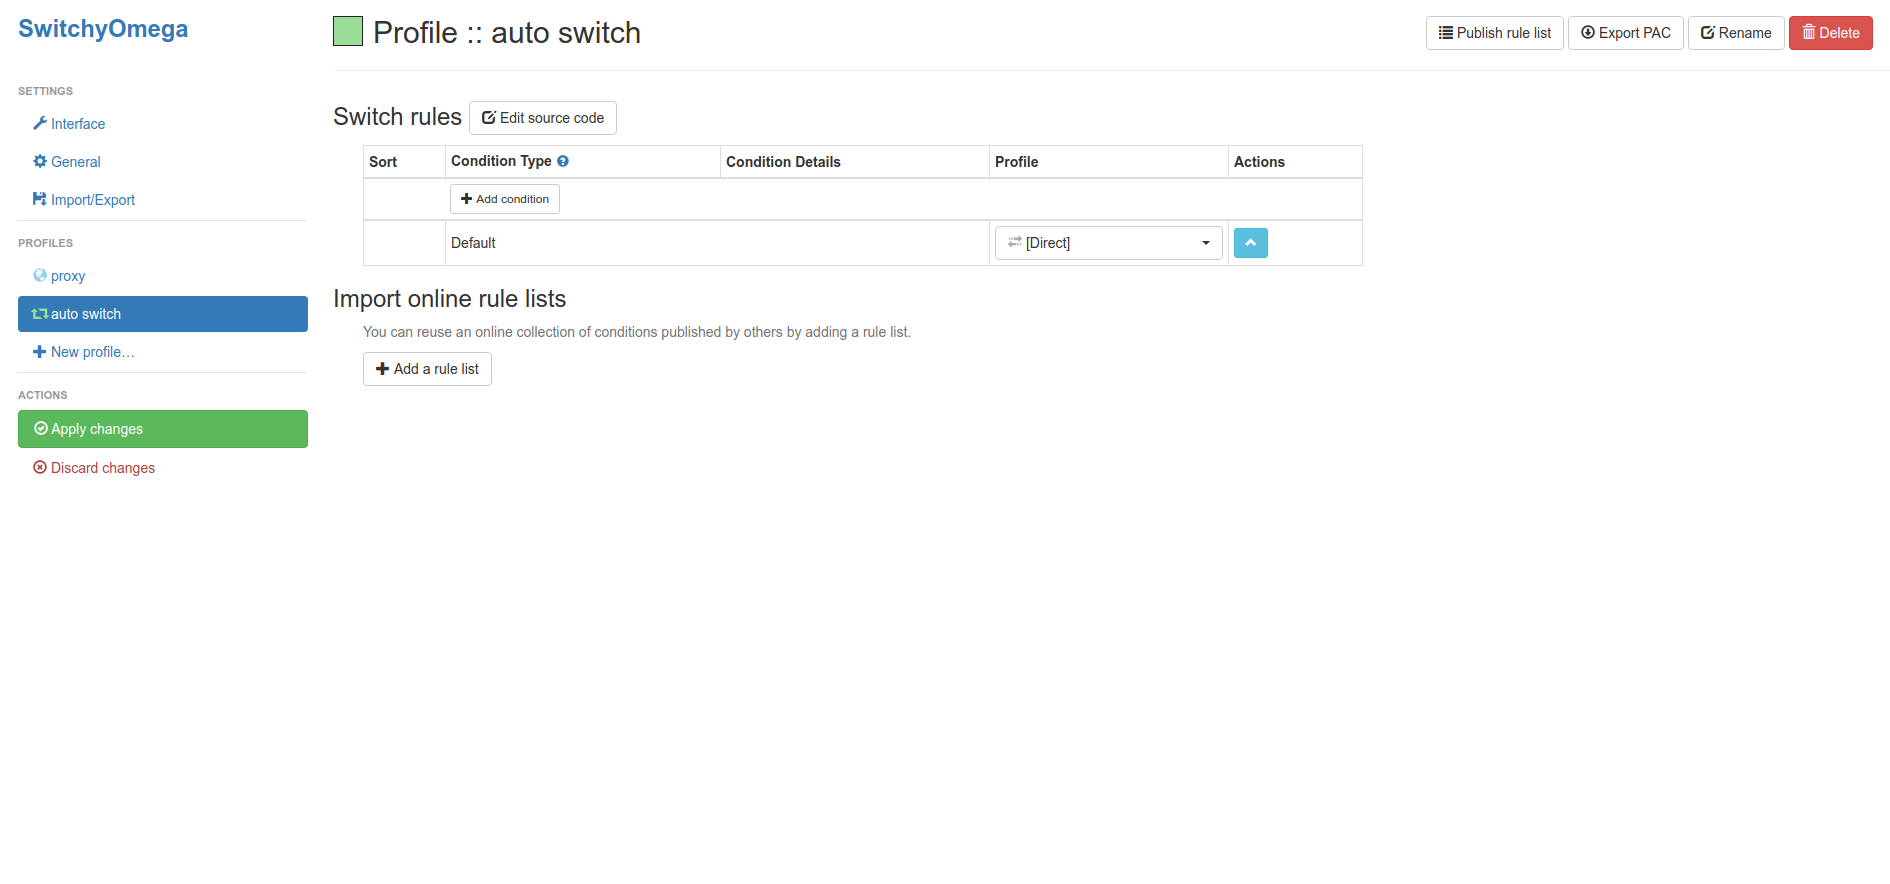 SwitchyOmega
SETTINGS
Interface
General
Import/Export
PROFILES
proxy
auto switch
New profile…
ACTIONS
Apply changes
Discard changes
Profile :: auto switch
Publish rule list
Export PAC
Rename
Delete
Switch rules
Edit source code
Sort Condition Type Condition Details Profile Actions
Add condition
Default [Direct]
Import online rule lists
You can reuse an online collection of conditions published by others by adding a rule list.
Add a rule list